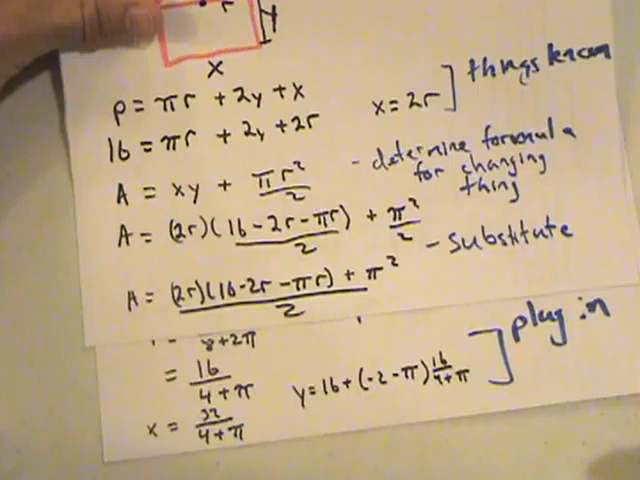 r
y
x
p = πr + 2y + x
x = 2r ] things known
16 = πr + 2y + 2r
A = xy + πr²/2 - determine formula for changing thing
A = (2r)(16-2r-πr)/2 + π²/2
A = (2r)(16-2r-πr) + π²/2 - substitute
8+2π
= 16/4+π
y=16+(-2-π)16/4+π ] plug in
x = 32/4+π